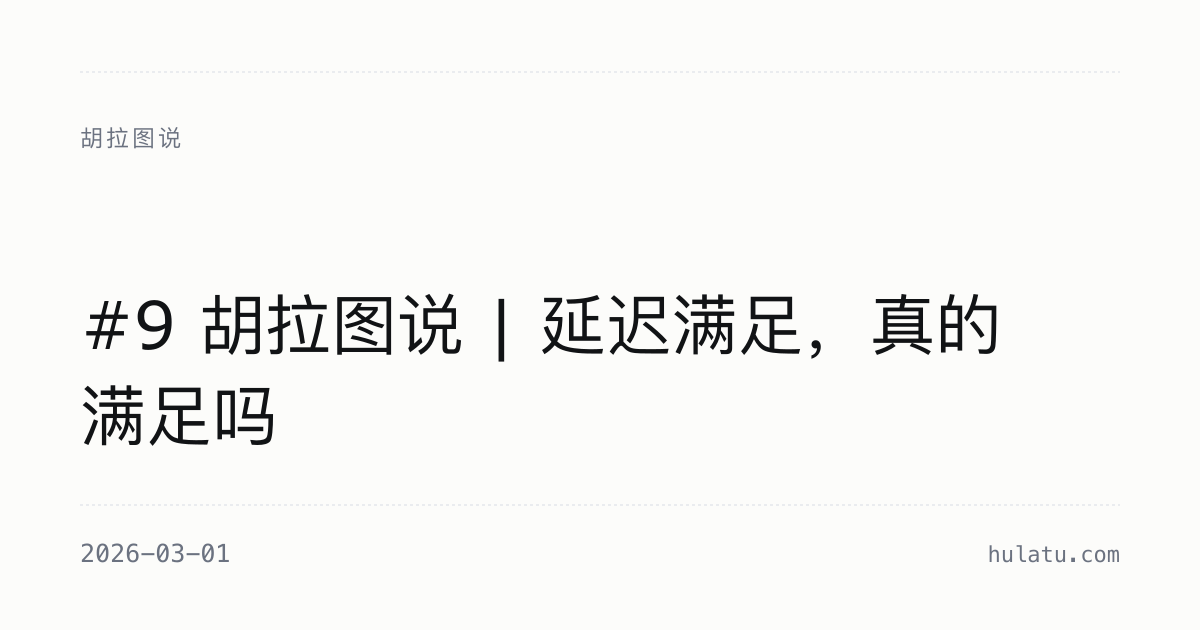 胡拉图说
#9 胡拉图说 | 延迟满足，真的
满足吗
2026-03-01
hulatu.com